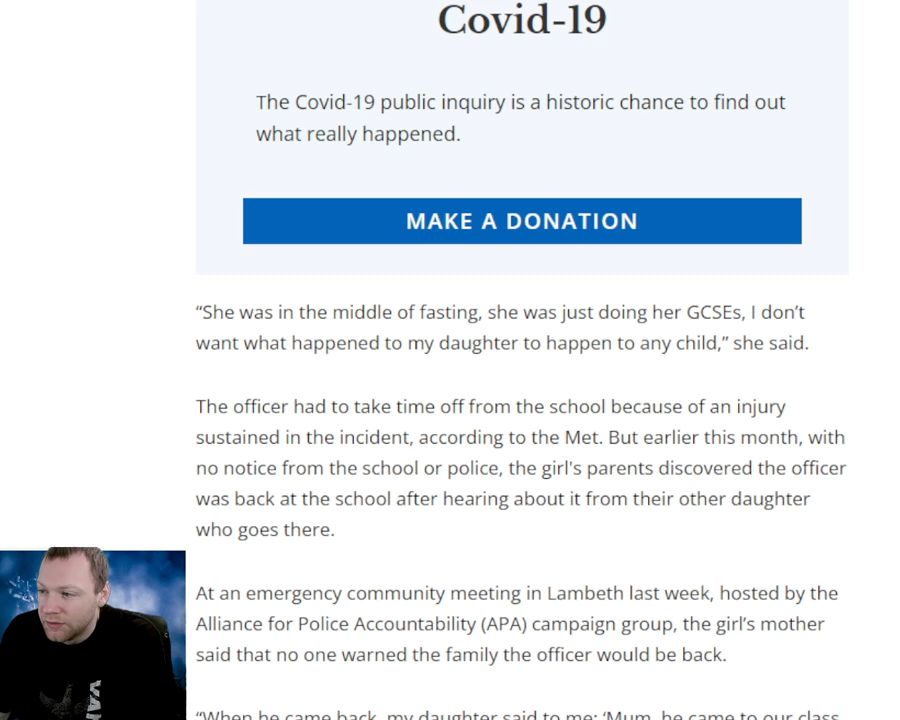 Covid-19
The Covid-19 public inquiry is a historic chance to find out
what really happened.
MAKE A DONATION
“She was in the middle of fasting, she was just doing her GCSEs, I don’t
want what happened to my daughter to happen to any child,” she said.
The officer had to take time off from the school because of an injury
sustained in the incident, according to the Met. But earlier this month, with
no notice from the school or police, the girl's parents discovered the officer
was back at the school after hearing about it from their other daughter
who goes there.
At an emergency community meeting in Lambeth last week, hosted by the
Alliance for Police Accountability (APA) campaign group, the girl’s mother
said that no one warned the family the officer would be back.
“When he came back, my daughter said to me: ‘Mum, he came to our class